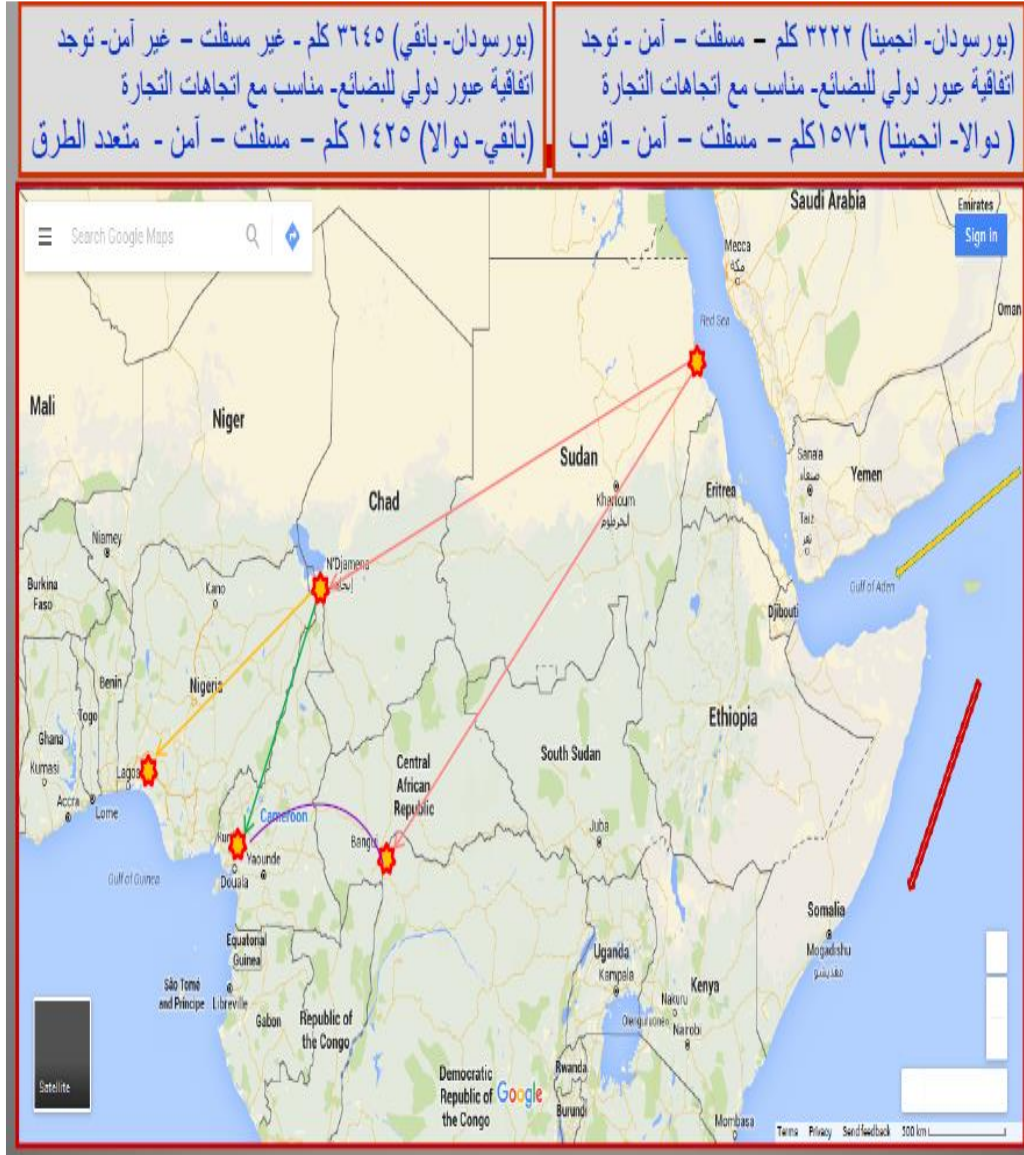 (بورسودان- انجمينا) ٣٢٢٢ كلم – مسفلت – آمن - توجد
اتفاقية عبور دولي للبضائع- مناسب مع اتجاهات التجارة
( دوالا- انجمينا) ١٥٧٦كلم – مسفلت – آمن - اقرب
(بورسودان- بانقي) ٣٦٤٥ كلم - غير مسفلت – غير آمن- توجد
اتفاقية عبور دولي للبضائع- مناسب مع اتجاهات التجارة
(بانقي- دوالا) ١٤٢٥ كلم – مسفلت – آمن - متعدد الطرق
Search Google Maps
Saudi Arabia
Emirates
Sign In
Mecca
مكة
Oman
Red Sea
Mali
Niger
Chad
Sudan
Khartoum
الخرطوم
Eritrea
Sana'a
صنعاء
Yemen
Taiz
تعز
Niamey
N'Djamena
Burkina
Faso
Kano
Gulf of Aden
Djibouti
Benin
Nigeria
Togo
Ghana
Kumasi
Lagos
Accra
Lome
Ethiopia
South Sudan
Central
African
Republic
Cameroon
Bangui
Juba
Yaounde
Douala
Gulf of Guinea
Equatorial
Guinea
Somalia
Mogadishu
مقديشو
Uganda
Kampala
Kenya
Nakuru
Nairobi
São Tomé
and Príncipe
Libreville
Gabon
Republic of
the Congo
Democratic
Republic of
the Congo
Google
Rwanda
Burundi
Mombasa
Satellite
Terms Privacy Send feedback